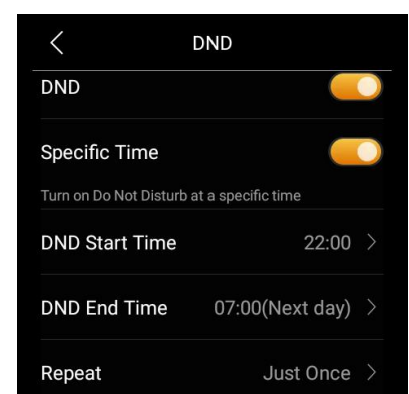 DND
DND
Specific Time
Turn on Do Not Disturb at a specific time
DND Start Time 22:00
DND End Time 07:00(Next day)
Repeat Just Once